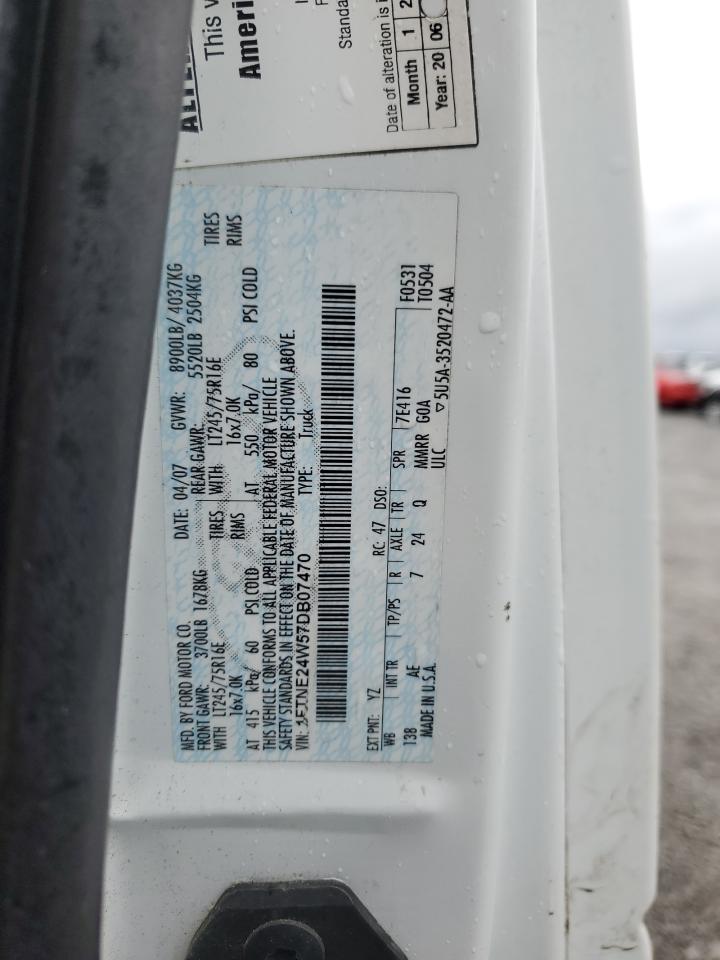 MFD. BY FORD MOTOR CO.
DATE: 04/07 GVWR: 8900LB/ 4037KG
FRONT GAWR: 3700LB 1678KG
REAR GAWR: 5520LB 2504KG
WITH LT245/75R16E TIRES
WITH LT245/75R16E TIRES
16x7.0K RIMS
16x7.0K RIMS
AT 415 kPa/ 60 PSI COLD
AT 550 kPa/ 80 PSI COLD
THIS VEHICLE CONFORMS TO ALL APPLICABLE FEDERAL MOTOR VEHICLE
SAFETY STANDARDS IN EFFECT ON THE DATE OF MANUFACTURE SHOWN ABOVE.
VIN: 1FTNE24W57DB07470
TYPE: Truck
EXT PNT: YZ RC: 47 DSO:
WB INT TR TP/PS R AXLE TR SPR 7E416 F0531
138 AE 7 24 Q MMRR GOA T0504
MADE IN U.S.A. ULC ▽5U5A-3520472-AA
This
Ameri
Standa
Date of alteration is
Month 1 2
Year: 20 06